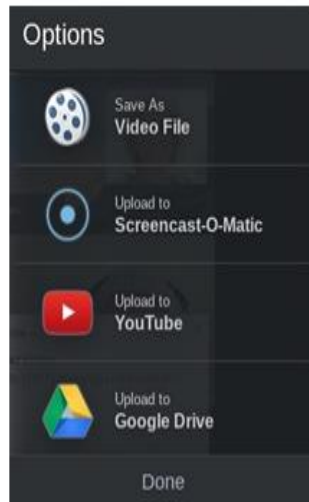 Options
Save As
Video File
Upload to
Screencast-O-Matic
Upload to
YouTube
Upload to
Google Drive
Done